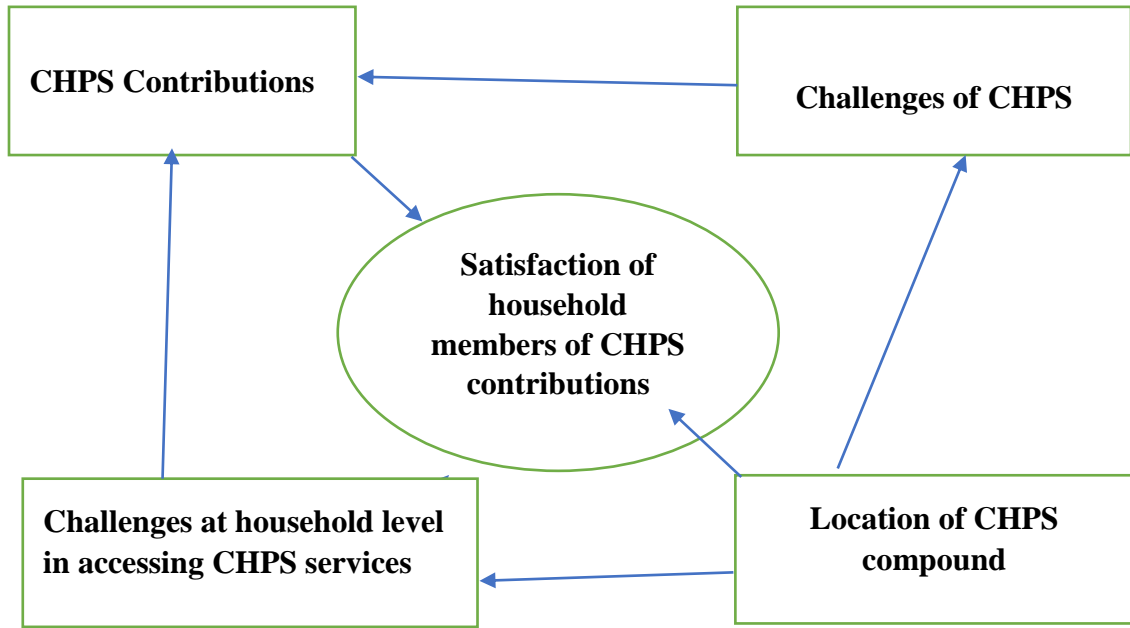 CHPS Contributions
Challenges of CHPS
Satisfaction of
household
members of CHPS
contributions
Challenges at household level
in accessing CHPS services
Location of CHPS
compound